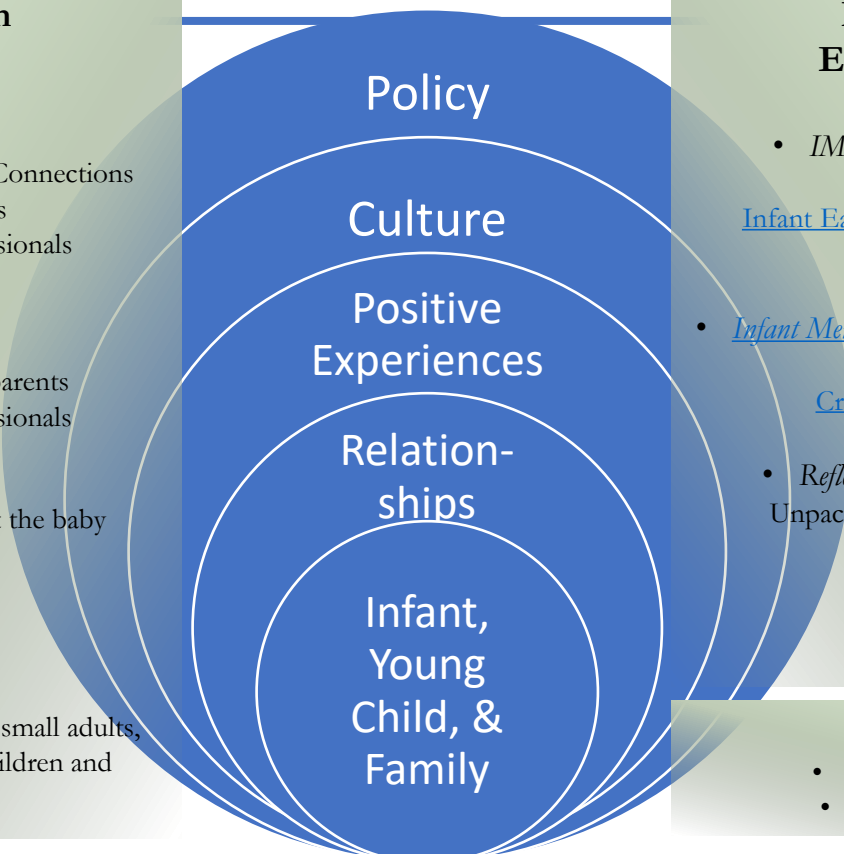 Connections
sionals
arents
sionals
the baby
small adults,
ildren and
Policy
Culture
Positive
Experiences
Relation-
ships
Infant,
Young
Child, &
Family
E
• IM
Infant Ea
• Infant Me
Cr
• Refl
Unpac